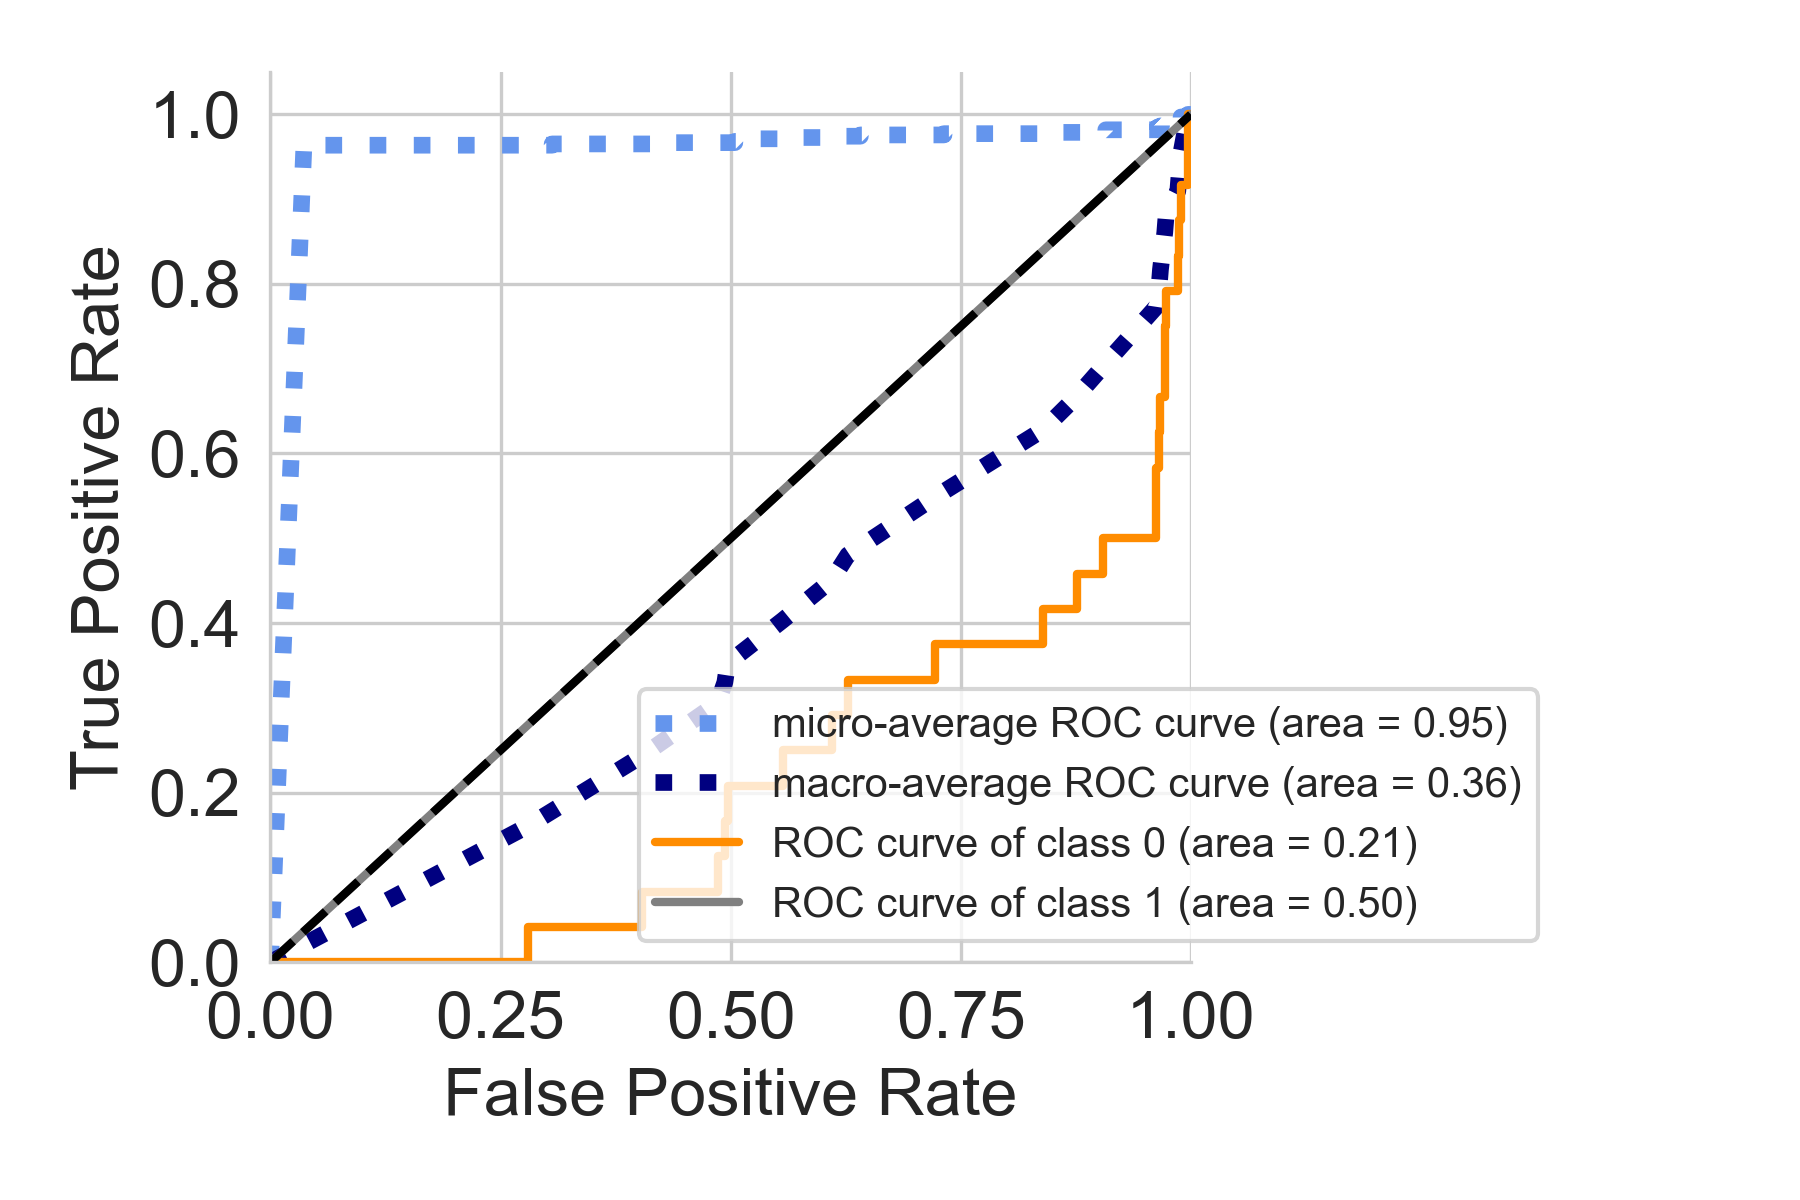 True Positive Rate
1.0
0.8
0.6
0.4
0.2
0.0
micro-average ROC curve (area = 0.95)
macro-average ROC curve (area = 0.36)
ROC curve of class 0 (area = 0.21)
ROC curve of class 1 (area = 0.50)
0.00 0.25 0.50 0.75 1.00
False Positive Rate